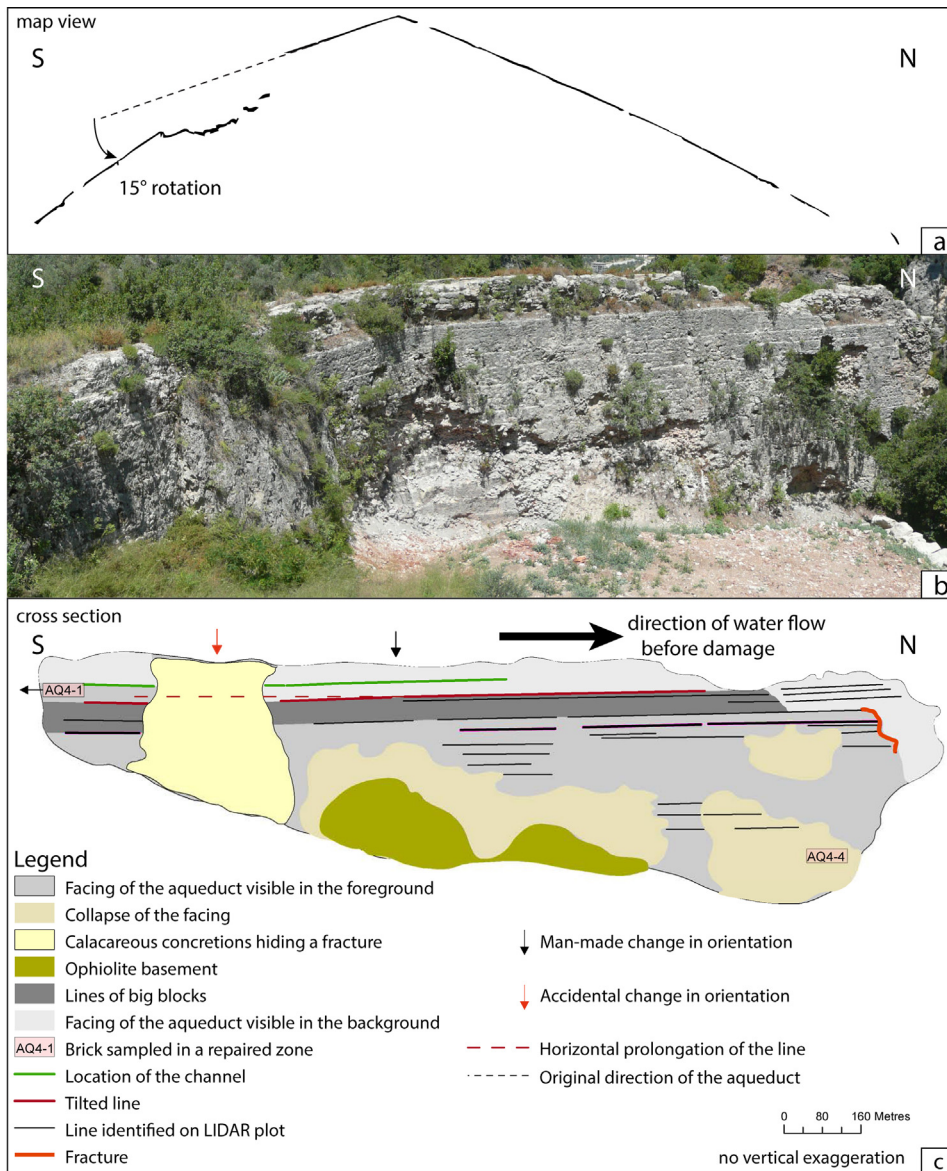 map view
S
N
15° rotation
a
S
N
b
cross section
S
direction of water flow
before damage
N
AQ4-1
AQ4-4
Legend
Facing of the aqueduct visible in the foreground
Collapse of the facing
Calacareous concretions hiding a fracture
Ophiolite basement
Lines of big blocks
Facing of the aqueduct visible in the background
AQ4-1 Brick sampled in a repaired zone
Location of the channel
Tilted line
Line identified on LIDAR plot
Fracture
Man-made change in orientation
Accidental change in orientation
Horizontal prolongation of the line
Original direction of the aqueduct
0 80 160 Metres
no vertical exaggeration
c